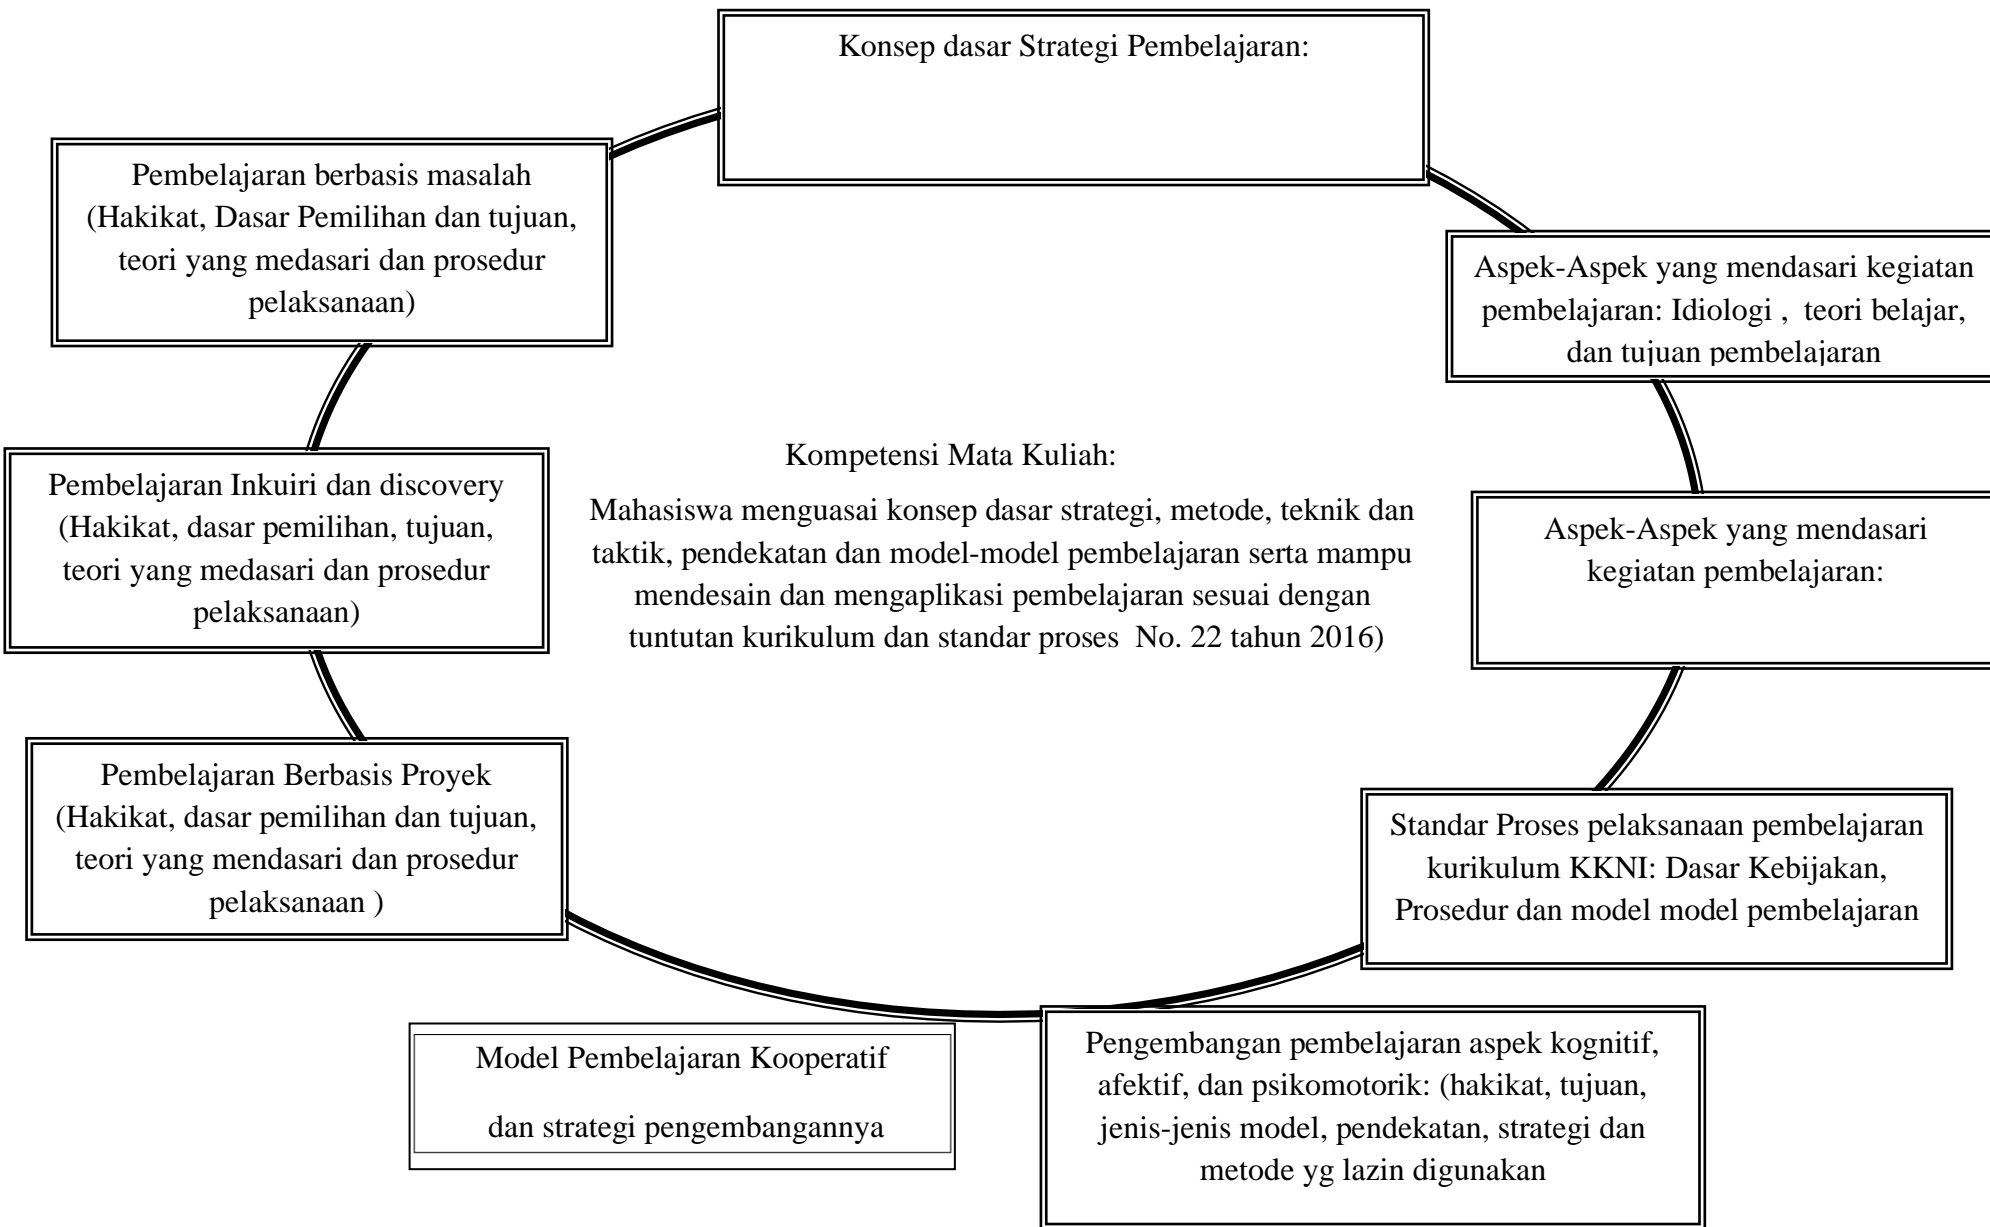 Konsep dasar Strategi Pembelajaran:
Pembelajaran berbasis masalah
(Hakikat, Dasar Pemilihan dan tujuan,
teori yang medasari dan prosedur
pelaksanaan)
Aspek-Aspek yang mendasari kegiatan
pembelajaran: Idiologi ,  teori belajar,
dan tujuan pembelajaran
Kompetensi Mata Kuliah:
Mahasiswa menguasai konsep dasar strategi, metode, teknik dan
taktik, pendekatan dan model-model pembelajaran serta mampu
mendesain dan mengaplikasi pembelajaran sesuai dengan
tuntutan kurikulum dan standar proses  No. 22 tahun 2016)
Pembelajaran Inkuiri dan discovery
(Hakikat, dasar pemilihan, tujuan,
teori yang medasari dan prosedur
pelaksanaan)
Aspek-Aspek yang mendasari
kegiatan pembelajaran:
Pembelajaran Berbasis Proyek
(Hakikat, dasar pemilihan dan tujuan,
teori yang mendasari dan prosedur
pelaksanaan )
Standar Proses pelaksanaan pembelajaran
kurikulum KKNI: Dasar Kebijakan,
Prosedur dan model model pembelajaran
Model Pembelajaran Kooperatif
dan strategi pengembangannya
Pengembangan pembelajaran aspek kognitif,
afektif, dan psikomotorik: (hakikat, tujuan,
jenis-jenis model, pendekatan, strategi dan
metode yg lazin digunakan